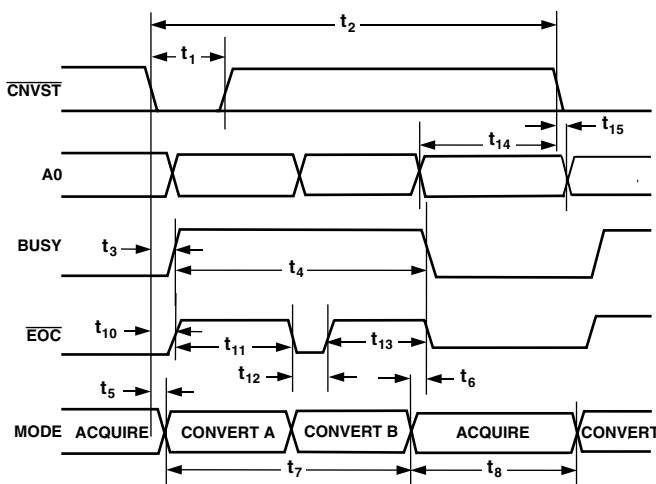 t2
t1
CNVST
t14
t15
A0
BUSY
t3
t4
EOC
t10
t11
t12
t13
t6
t5
MODE ACQUIRE CONVERT A CONVERT B ACQUIRE CONVERT
t7
t8